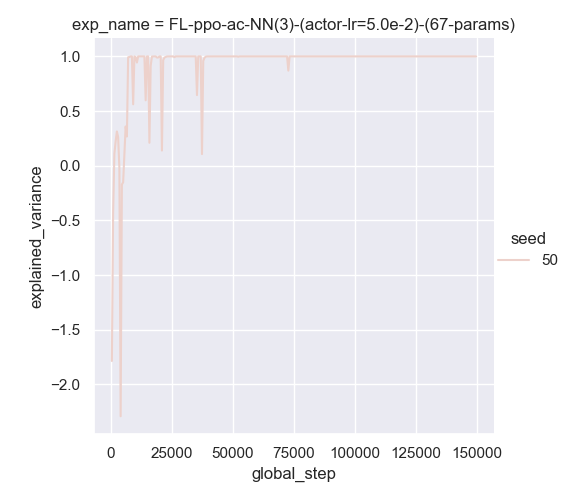 exp_name = FL-ppo-ac-NN(3)-(actor-lr=5.0e-2)-(67-params)
1.0
0.5
0.0
−0.5
−1.0
−1.5
−2.0
explained_variance
0 25000 50000 75000 100000 125000 150000
global_step
seed
50